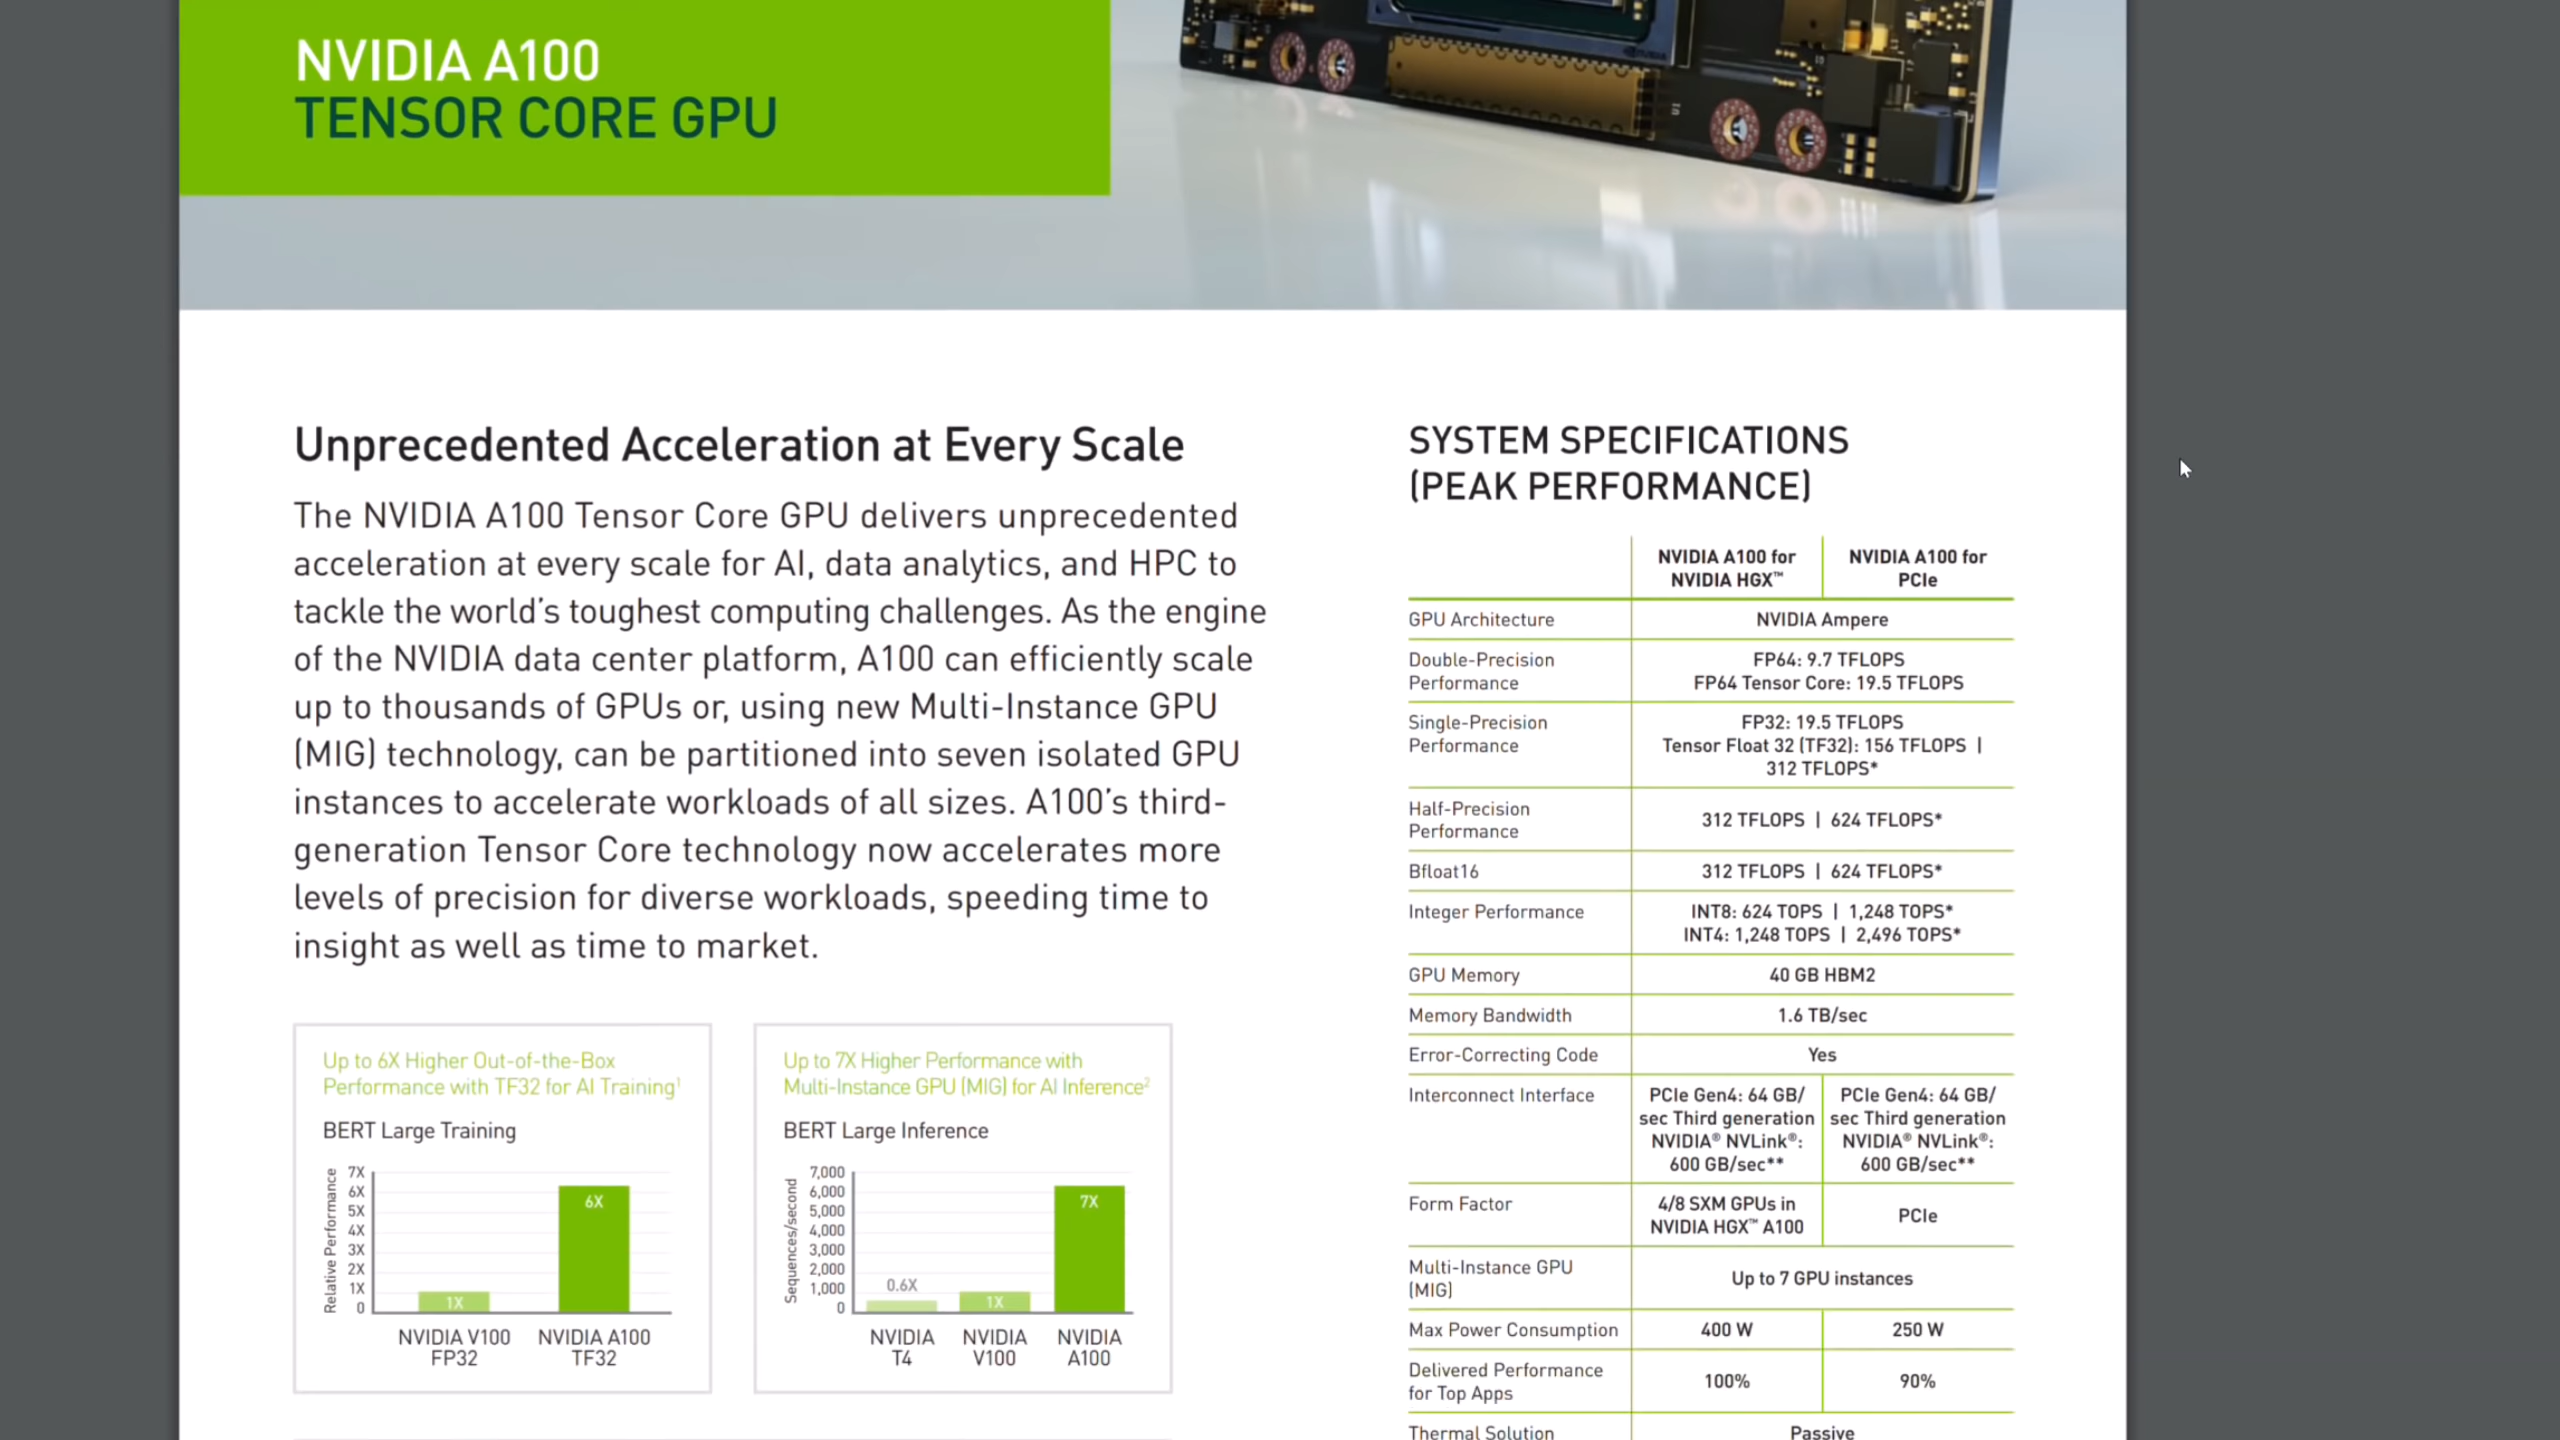 NVIDIA A100
TENSOR CORE GPU
Unprecedented Acceleration at Every Scale
The NVIDIA A100 Tensor Core GPU delivers unprecedented
acceleration at every scale for AI, data analytics, and HPC to
tackle the world's toughest computing challenges. As the engine
of the NVIDIA data center platform, A100 can efficiently scale
up to thousands of GPUs or, using new Multi-Instance GPU
(MIG) technology, can be partitioned into seven isolated GPU
instances to accelerate workloads of all sizes. A100's third-
generation Tensor Core technology now accelerates more
levels of precision for diverse workloads, speeding time to
insight as well as time to market.
Up to 6X Higher Out-of-the-Box
Performance with TF32 for AI Training¹
BERT Large Training
Relative Performance
7X
6X
5X
4X
3X
2X
1X
0
1X
6X
NVIDIA V100
FP32
NVIDIA A100
TF32
Up to 7X Higher Performance with
Multi-Instance GPU (MIG) for AI Inference²
BERT Large Inference
Sequences/second
7,000
6,000
5,000
4,000
3,000
2,000
1,000
0
0.6X
1X
7X
NVIDIA
T4
NVIDIA
V100
NVIDIA
A100
SYSTEM SPECIFICATIONS
(PEAK PERFORMANCE)
NVIDIA A100 for
NVIDIA HGX™
NVIDIA A100 for
PCIe
GPU Architecture
NVIDIA Ampere
Double-Precision
Performance
FP64: 9.7 TFLOPS
FP64 Tensor Core: 19.5 TFLOPS
Single-Precision
Performance
FP32: 19.5 TFLOPS
Tensor Float 32 (TF32): 156 TFLOPS |
312 TFLOPS*
Half-Precision
Performance
312 TFLOPS | 624 TFLOPS*
Bfloat16
312 TFLOPS | 624 TFLOPS*
Integer Performance
INT8: 624 TOPS | 1,248 TOPS*
INT4: 1,248 TOPS | 2,496 TOPS*
GPU Memory
40 GB HBM2
Memory Bandwidth
1.6 TB/sec
Error-Correcting Code
Yes
Interconnect Interface
PCIe Gen4: 64 GB/
sec Third generation
NVIDIA® NVLink®:
600 GB/sec**
PCIe Gen4: 64 GB/
sec Third generation
NVIDIA® NVLink®:
600 GB/sec**
Form Factor
4/8 SXM GPUs in
NVIDIA HGX™ A100
PCIe
Multi-Instance GPU
(MIG)
Up to 7 GPU instances
Max Power Consumption
400 W
250 W
Delivered Performance
for Top Apps
100%
90%
Thermal Solution
Passive